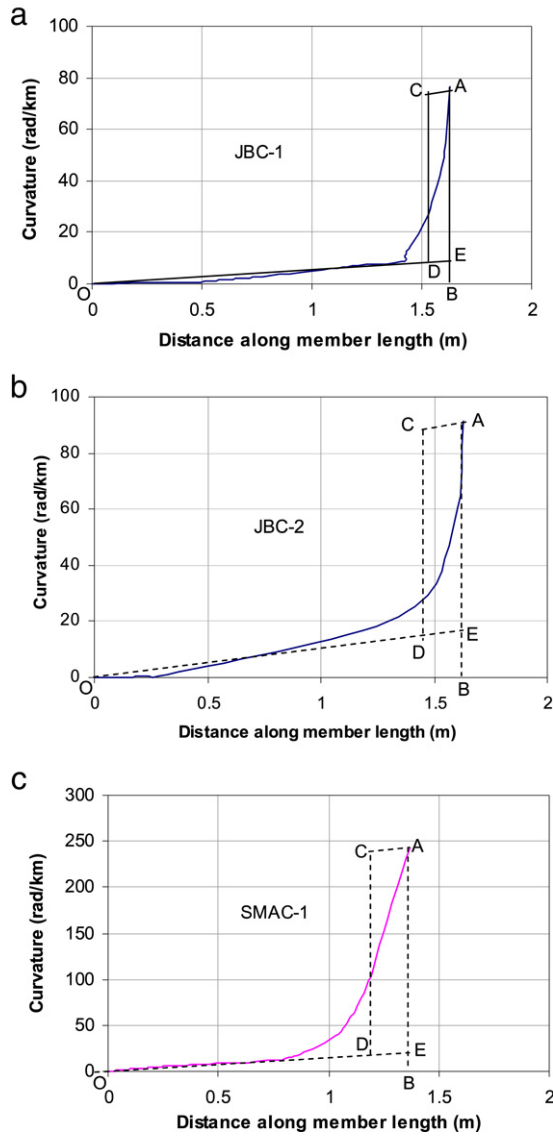 a
100
80
60
40
20
0
Curvature (rad/km)
JBC-1
C
A
D
E
B
O
0
0.5
1
1.5
2
Distance along member length (m)
b
100
80
60
40
20
0
Curvature (rad/km)
JBC-2
C
A
D
E
B
O
0
0.5
1
1.5
2
Distance along member length (m)
c
300
250
200
150
100
50
0
Curvature (rad/km)
SMAC-1
C
A
D
E
B
O
0
0.5
1
1.5
2
Distance along member length (m)